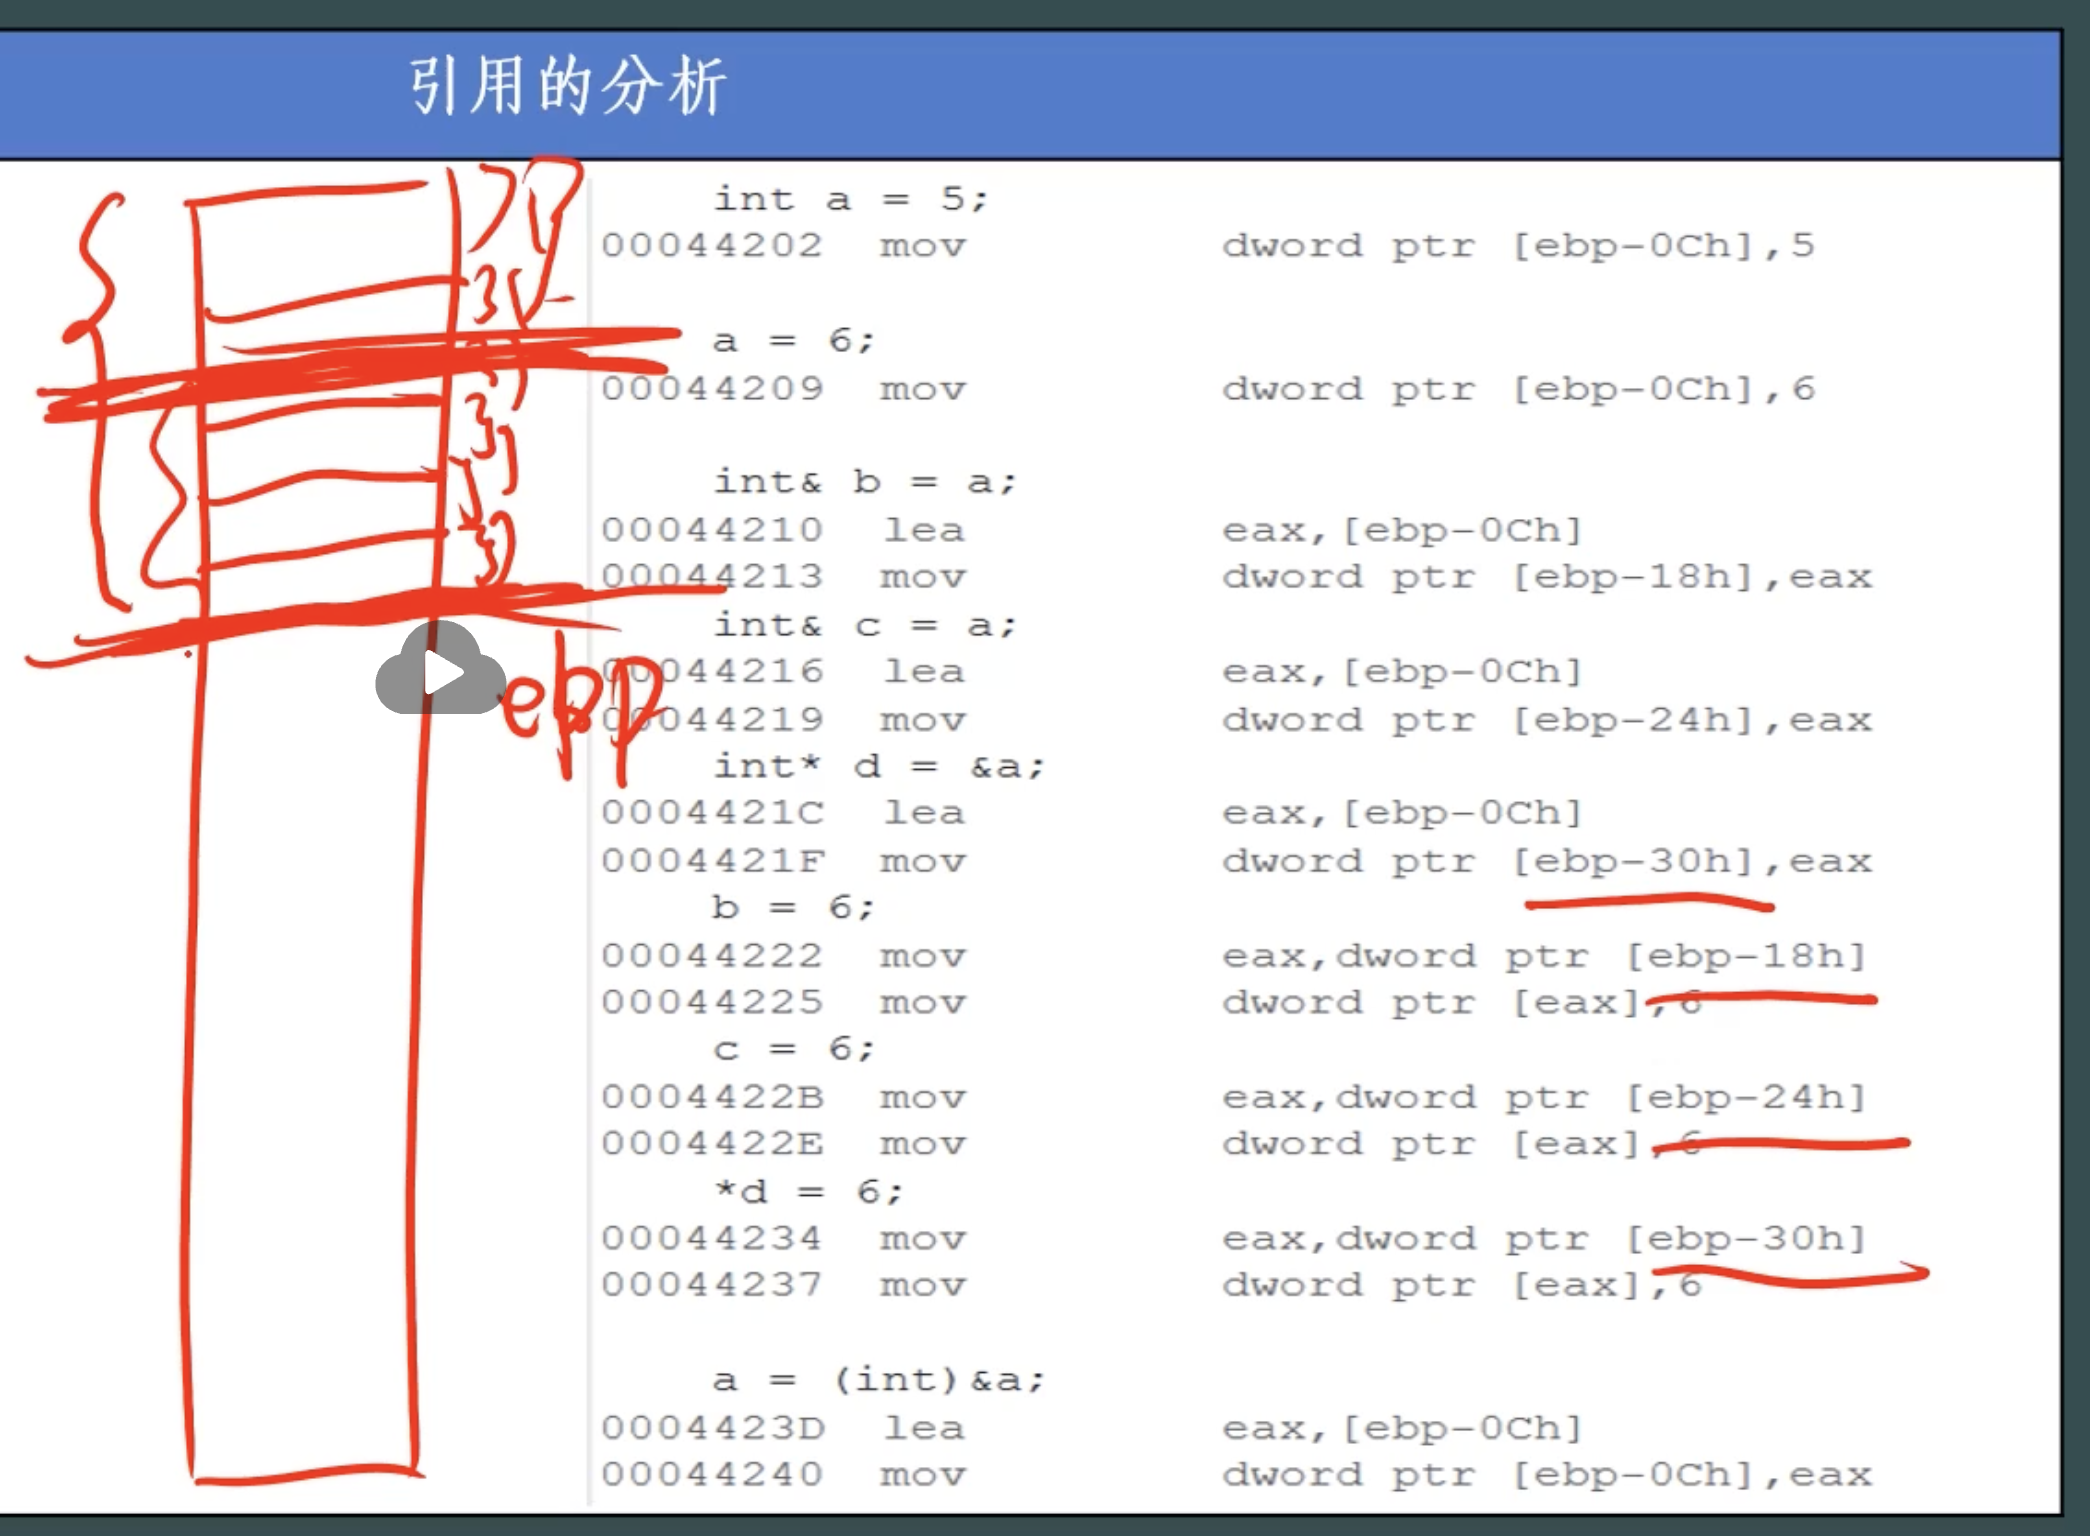 引用的分析
int a = 5;
00044202 mov dword ptr [ebp-0Ch],5
a = 6;
00044209 mov dword ptr [ebp-0Ch],6
int& b = a;
00044210 lea eax,[ebp-0Ch]
00044213 mov dword ptr [ebp-18h],eax
int& c = a;
00044216 lea eax,[ebp-0Ch]
ebp
00044219 mov dword ptr [ebp-24h],eax
int* d = &a;
0004421C lea eax,[ebp-0Ch]
0004421F mov dword ptr [ebp-30h],eax
b = 6;
00044222 mov eax,dword ptr [ebp-18h]
00044225 mov dword ptr [eax],6
c = 6;
0004422B mov eax,dword ptr [ebp-24h]
0004422E mov dword ptr [eax],6
*d = 6;
00044234 mov eax,dword ptr [ebp-30h]
00044237 mov dword ptr [eax],6
a = (int)&a;
0004423D lea eax,[ebp-0Ch]
00044240 mov dword ptr [ebp-0Ch],eax